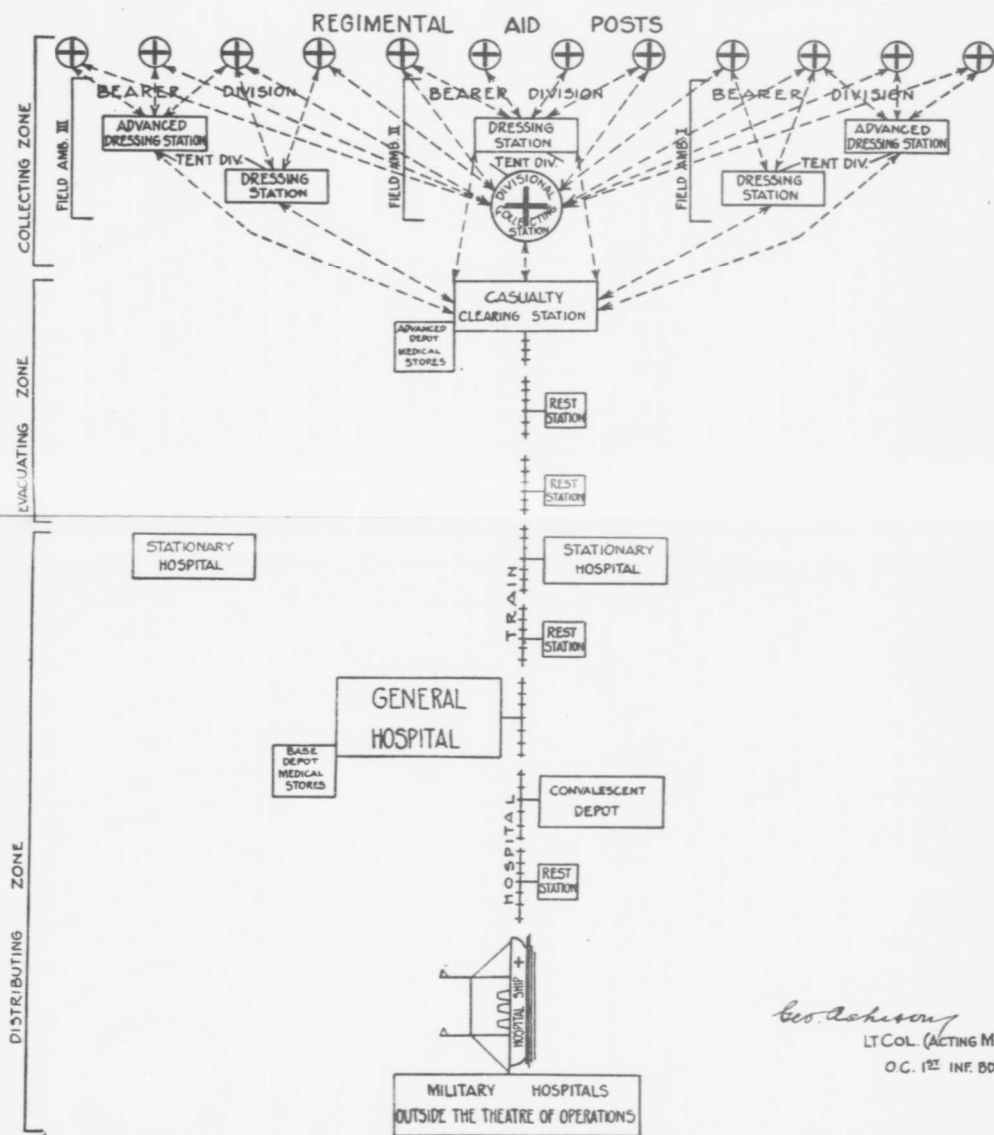 REGIMENTAL AID POSTS
COLLECTING ZONE
FIELD AMB. III
BEARER DIVISION
ADVANCED
DRESSING STATION
TENT DIV.
DRESSING
STATION
FIELD AMB. II
BEARER DIVISION
DRESSING
STATION
TENT DIV.
DIVISIONAL
COLLECTING
STATION
FIELD AMB. I
BEARER DIVISION
ADVANCED
DRESSING STATION
TENT DIV.
DRESSING
STATION
EVACUATING ZONE
CASUALTY
CLEARING STATION
ADVANCED
DEPOT
MEDICAL
STORES
REST
STATION
REST
STATION
DISTRIBUTING ZONE
STATIONARY
HOSPITAL
STATIONARY
HOSPITAL
HOSPITAL TRAIN
REST
STATION
GENERAL
HOSPITAL
BASE
DEPOT
MEDICAL
STORES
CONVALESCENT
DEPOT
REST
STATION
HOSPITAL SHIP
MILITARY HOSPITALS
OUTSIDE THE THEATRE OF OPERATIONS
Geo. Acheson
LT COL. (ACTING M
O.C. 1ST INF. BD